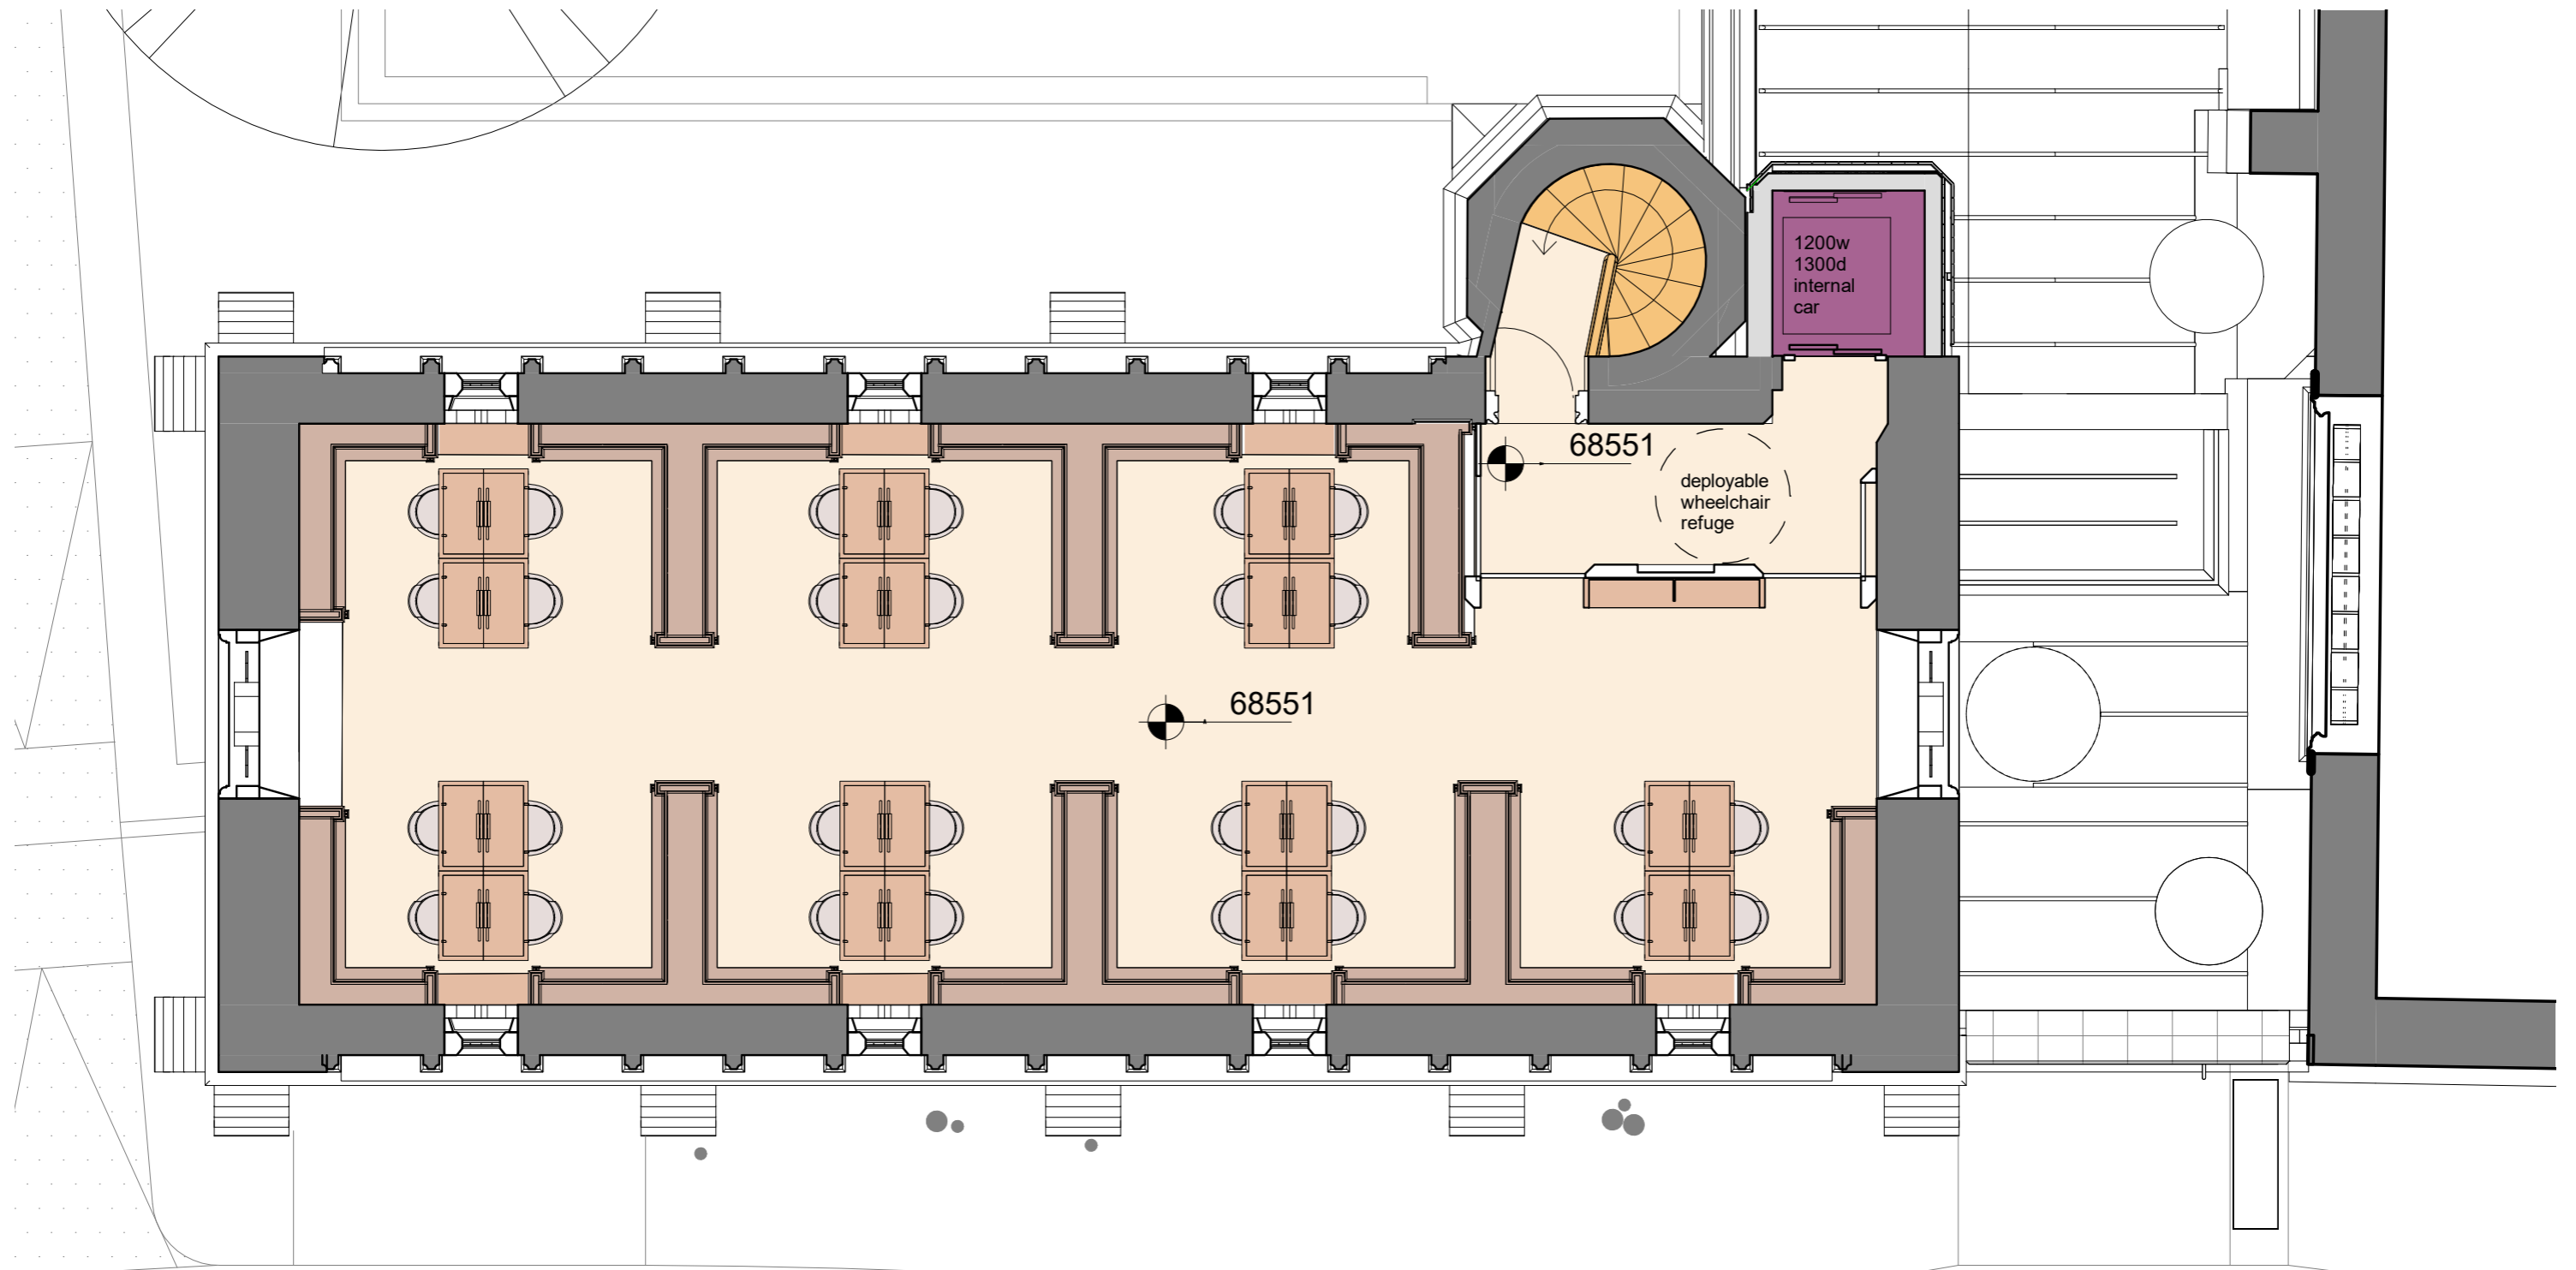 1200w
1300d
internal
car
68551
deployable
wheelchair
refuge
68551